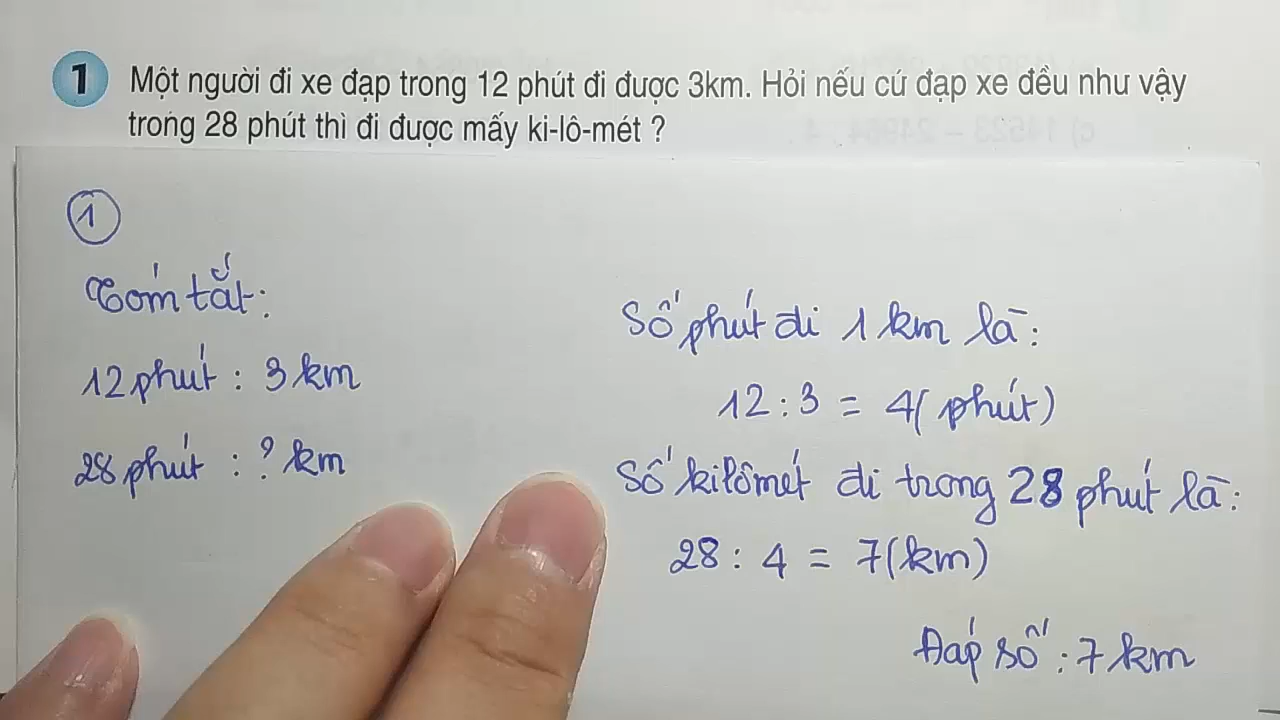 1 Một người đi xe đạp trong 12 phút đi được 3km. Hỏi nếu cứ đạp xe đều như vậy
trong 28 phút thì đi được mấy ki-lô-mét ?
1
Tóm tắt:
12 phút : 3 km
28 phút : ? km
Số phút đi 1 km là:
12 : 3 = 4( phút)
Số kilômét đi trong 28 phút là:
28 : 4 = 7(km)
Đáp số : 7 km